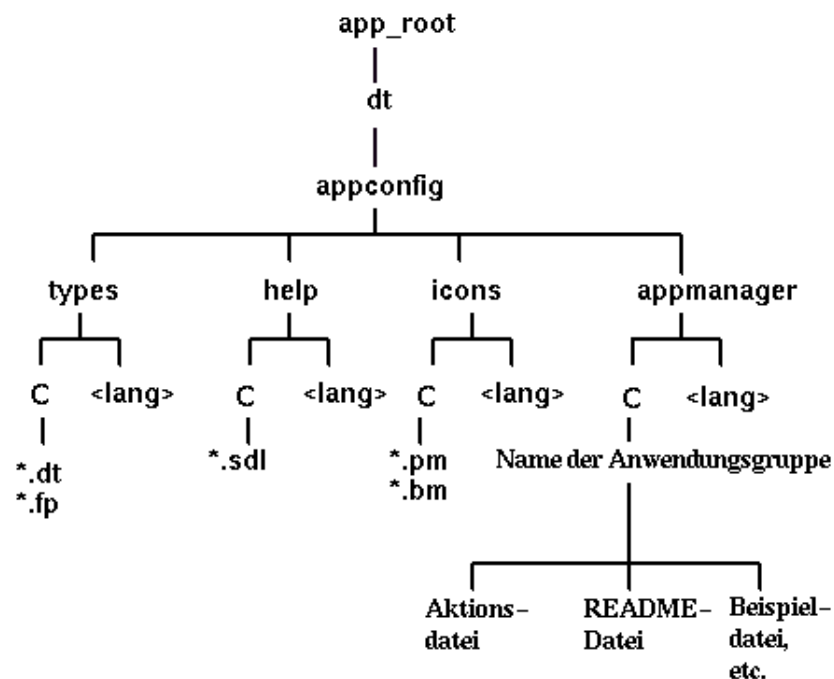 app_root
dt
appconfig
types help icons appmanager
C <lang> C <lang> C <lang> C <lang>
*.dt *.sdl *.pm Name der Anwendungsgruppe
*.fp *.bm
Aktions- README- Beispiel-
datei Datei datei,
etc.